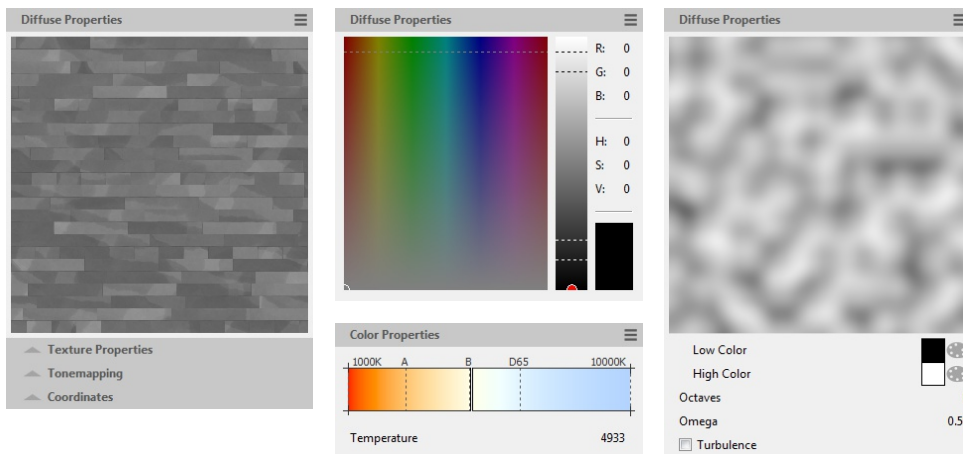 Diffuse Properties
Texture Properties
Tonemapping
Coordinates
Diffuse Properties
R: 0
G: 0
B: 0
H: 0
S: 0
V: 0
Color Properties
1000K A B D65 10000K
Temperature 4933
Diffuse Properties
Low Color
High Color
Octaves
Omega 0.5
Turbulence